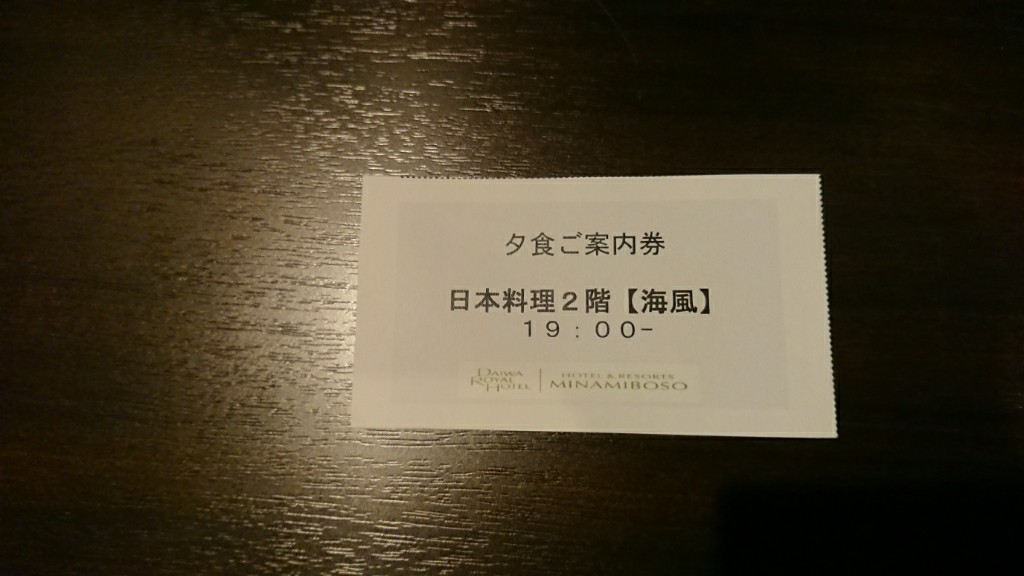 夕食ご案内券
日本料理２階【海風】
１９：００−
DAIWA ROYAL HOTEL
HOTEL & RESORTS
MINAMIBOSO